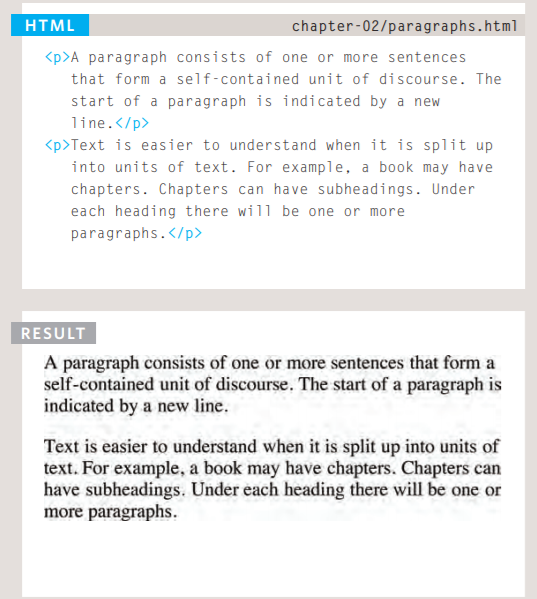 HTML chapter-02/paragraphs.html
<p>A paragraph consists of one or more sentences
that form a self-contained unit of discourse. The
start of a paragraph is indicated by a new
line.</p>
<p>Text is easier to understand when it is split up
into units of text. For example, a book may have
chapters. Chapters can have subheadings. Under
each heading there will be one or more
paragraphs.</p>
RESULT
A paragraph consists of one or more sentences that form a
self-contained unit of discourse. The start of a paragraph is
indicated by a new line.
Text is easier to understand when it is split up into units of
text. For example, a book may have chapters. Chapters can
have subheadings. Under each heading there will be one or
more paragraphs.